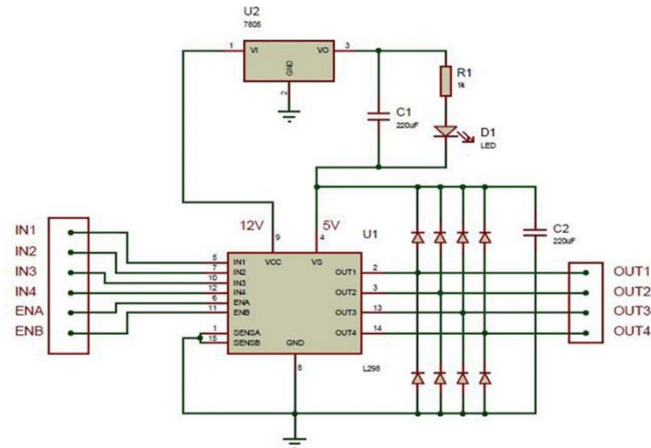 U2
7805
1
VI
VO
3
GND
2
R1
1k
C1
220uF
D1
LED
12V
5V
U1
9
4
C2
220uF
IN1
IN2
IN3
IN4
ENA
ENB
5
7
10
12
6
11
1
15
IN1
IN2
IN3
IN4
ENA
ENB
SENSA
SENSB
VCC
VS
OUT1
OUT2
OUT3
OUT4
GND
2
3
13
14
8
L298
OUT1
OUT2
OUT3
OUT4